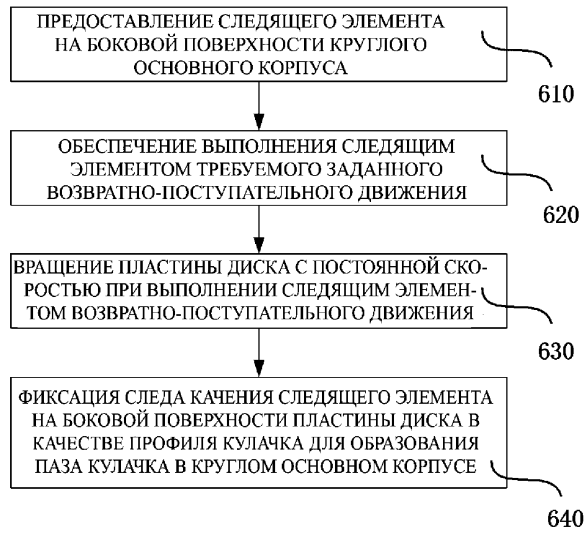 ПРЕДОСТАВЛЕНИЕ СЛЕДЯЩЕГО ЭЛЕМЕНТА
НА БОКОВОЙ ПОВЕРХНОСТИ КРУГЛОГО
ОСНОВНОГО КОРПУСА
610
ОБЕСПЕЧЕНИЕ ВЫПОЛНЕНИЯ СЛЕДЯЩИМ
ЭЛЕМЕНТОМ ТРЕБУЕМОГО ЗАДАННОГО
ВОЗВРАТНО-ПОСТУПАТЕЛЬНОГО ДВИЖЕНИЯ
620
ВРАЩЕНИЕ ПЛАСТИНЫ ДИСКА С ПОСТОЯННОЙ СКО-
РОСТЬЮ ПРИ ВЫПОЛНЕНИИ СЛЕДЯЩИМ ЭЛЕМЕН-
ТОМ ВОЗВРАТНО-ПОСТУПАТЕЛЬНОГО ДВИЖЕНИЯ
630
ФИКСАЦИЯ СЛЕДА КАЧЕНИЯ СЛЕДЯЩЕГО ЭЛЕМЕНТА
НА БОКОВОЙ ПОВЕРХНОСТИ ПЛАСТИНЫ ДИСКА В
КАЧЕСТВЕ ПРОФИЛЯ КУЛАЧКА ДЛЯ ОБРАЗОВАНИЯ
ПАЗА КУЛАЧКА В КРУГЛОМ ОСНОВНОМ КОРПУСЕ
640